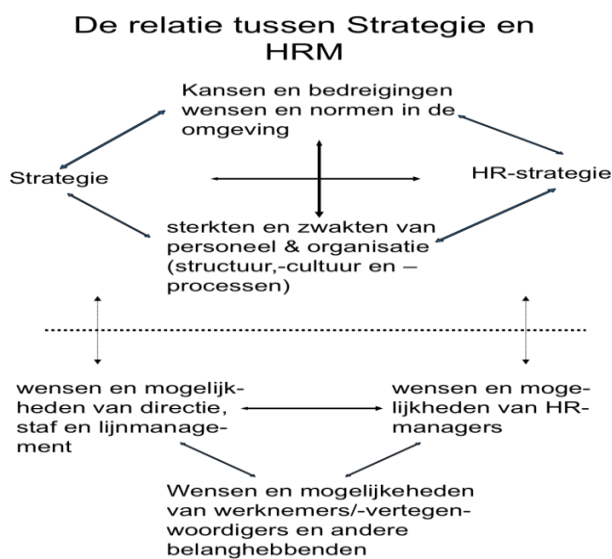 De relatie tussen Strategie en
HRM
Kansen en bedreigingen
wensen en normen in de
omgeving
Strategie
HR-strategie
sterkten en zwakten van
personeel & organisatie
(structuur,-cultuur en –
processen)
wensen en mogelijk-
heden van directie,
staf en lijnmanage-
ment
wensen en moge-
lijkheden van HR-
managers
Wensen en mogelijkeheden
van werknemers/-vertegen-
woordigers en andere
belanghebbenden